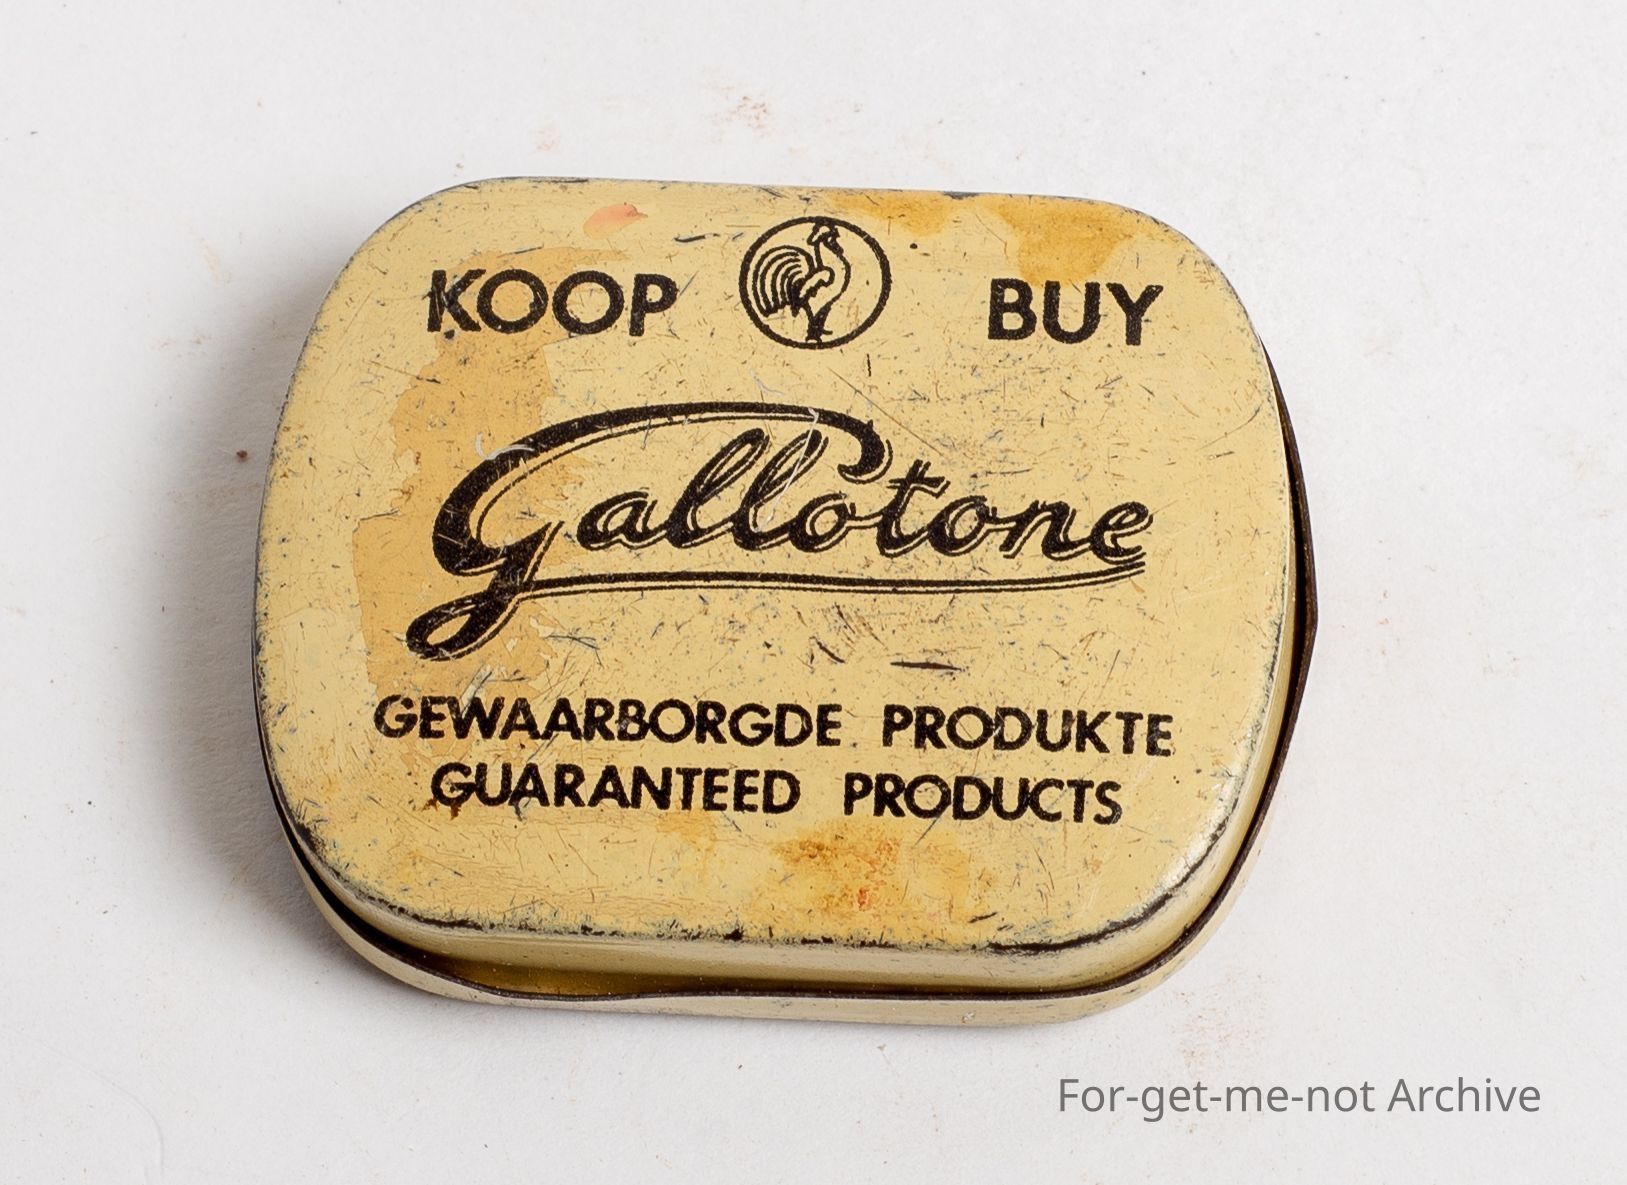 KOOP BUY
Gallotone
GEWAARBORGDE PRODUKTE
GUARANTEED PRODUCTS
For-get-me-not Archive